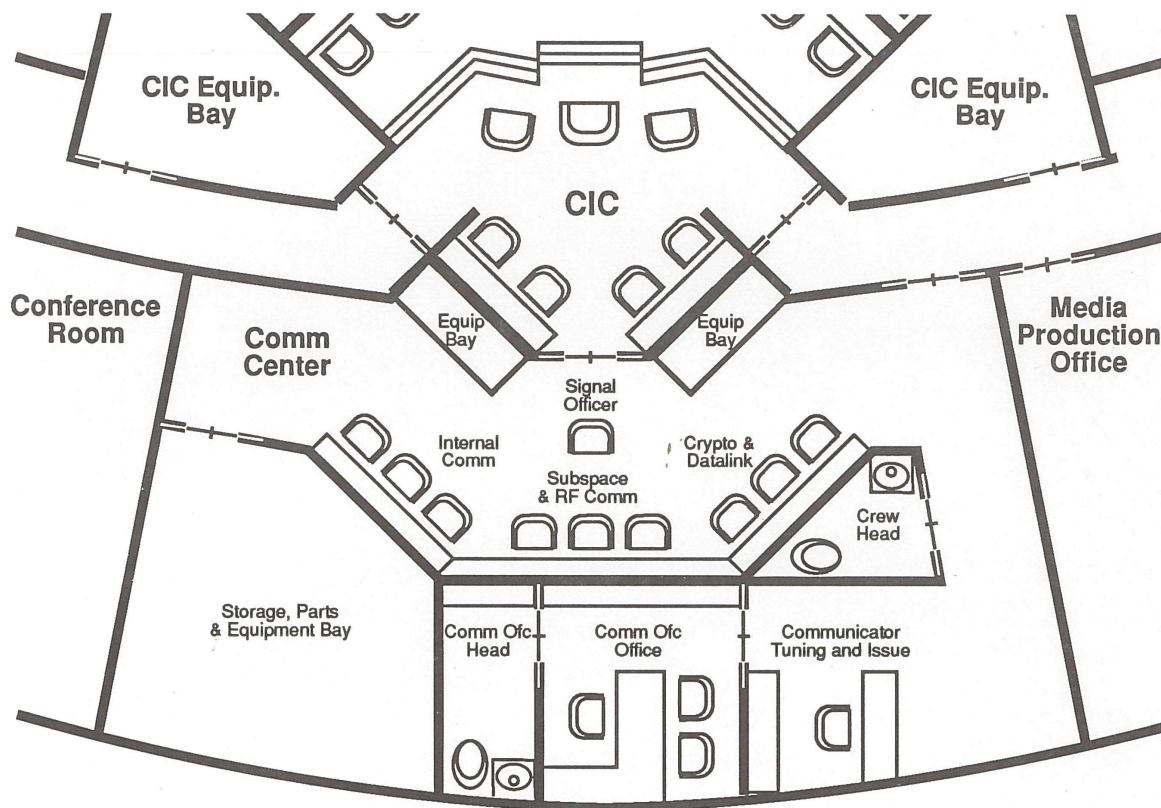 CIC Equip.
Bay
CIC Equip.
Bay
CIC
Conference
Room
Comm
Center
Equip
Bay
Equip
Bay
Media
Production
Office
Signal
Officer
Internal
Comm
Crypto &
Datalink
Subspace
& RF Comm
Crew
Head
Storage, Parts
& Equipment Bay
Comm Ofc
Head
Comm Ofc
Office
Communicator
Tuning and Issue